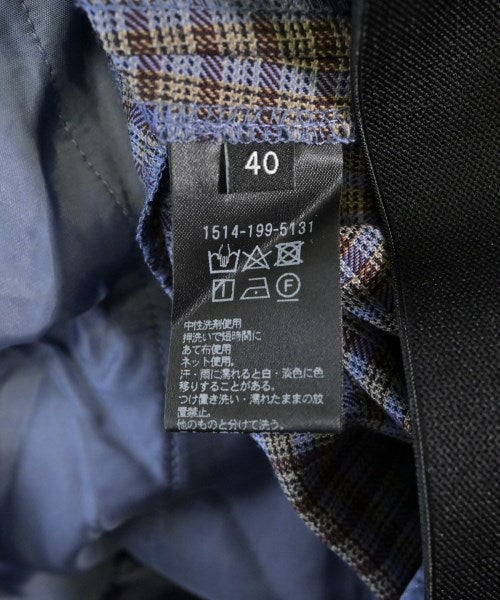 40
1514-199-5131
F
中性洗剤使用
押洗いで短時間に
あて布使用
ネット使用。
汗・雨に濡れると白・淡色に色
移りすることがある。
つけ置き洗い・濡れたままの放
置禁止。
他のものと分けて洗う。